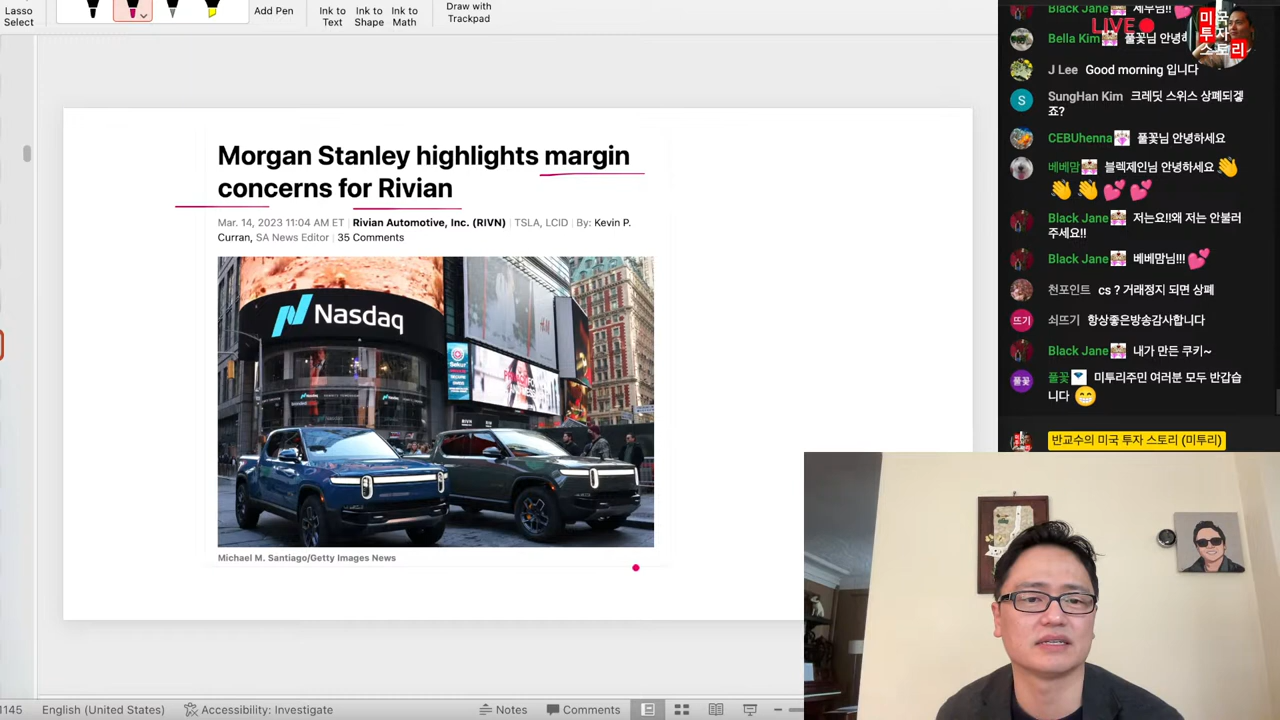 Lasso
Select
Add Pen
Ink to
Text
Ink to
Shape
Ink to
Math
Draw with
Trackpad
Morgan Stanley highlights margin
concerns for Rivian
Mar. 14, 2023 11:04 AM ET | Rivian Automotive, Inc. (RIVN) | TSLA, LCID | By: Kevin P.
Curran, SA News Editor | 35 Comments
Nasdaq
H&M
Michael M. Santiago/Getty Images News
Black Jane 세무님!!
LIVE
미국
투자
스토리
Bella Kim 풀꽃님 안녕하
J Lee Good morning 입니다
S
SungHan Kim 크레딧 스위스 상폐되겧
죠?
CEBUhenna 풀꽃님 안녕하세요
베베맘 블렉제인님 안녕하세요 👋
👋👋💕💕
Black Jane 저는요!!왜 저는 안불러
주세요!!
Black Jane 베베맘님!!! 💕
천포인트 cs ? 거래정지 되면 상폐
뜨기
쇠뜨기 항상좋은방송감사합니다
Black Jane 내가 만든 쿠키~
풀꽃
풀꽃 미투리주민 여러분 모두 반갑습
니다 😁
반교수의 미국 투자 스토리 (미투리)
1145
English (United States)
Accessibility: Investigate
Notes
Comments